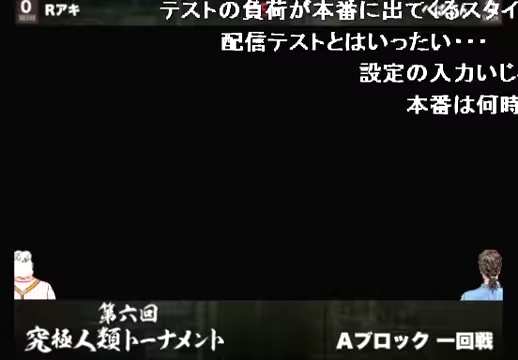 0
WIN
Rアキ
テストの負荷が本番に出てくるスタイ
配信テストとはいったい・・・
設定の入力いじ
本番は何時
第六回
究極人類トーナメント
Aブロック 一回戦